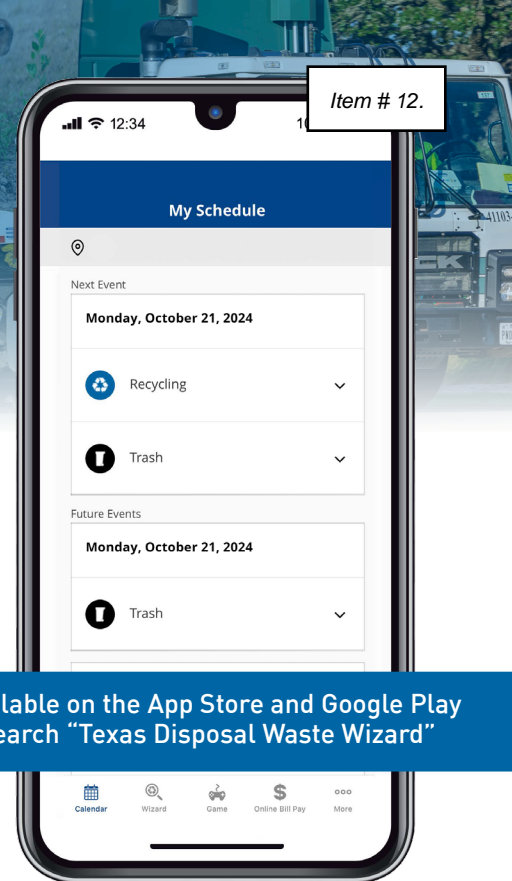 Item # 12.
12:34
My Schedule
Next Event
Monday, October 21, 2024
Recycling
Trash
Future Events
Monday, October 21, 2024
Trash
on the App Store and Google Play
“Texas Disposal Waste Wizard”
Calendar
Wizard
Game
Online Bill Pay
More